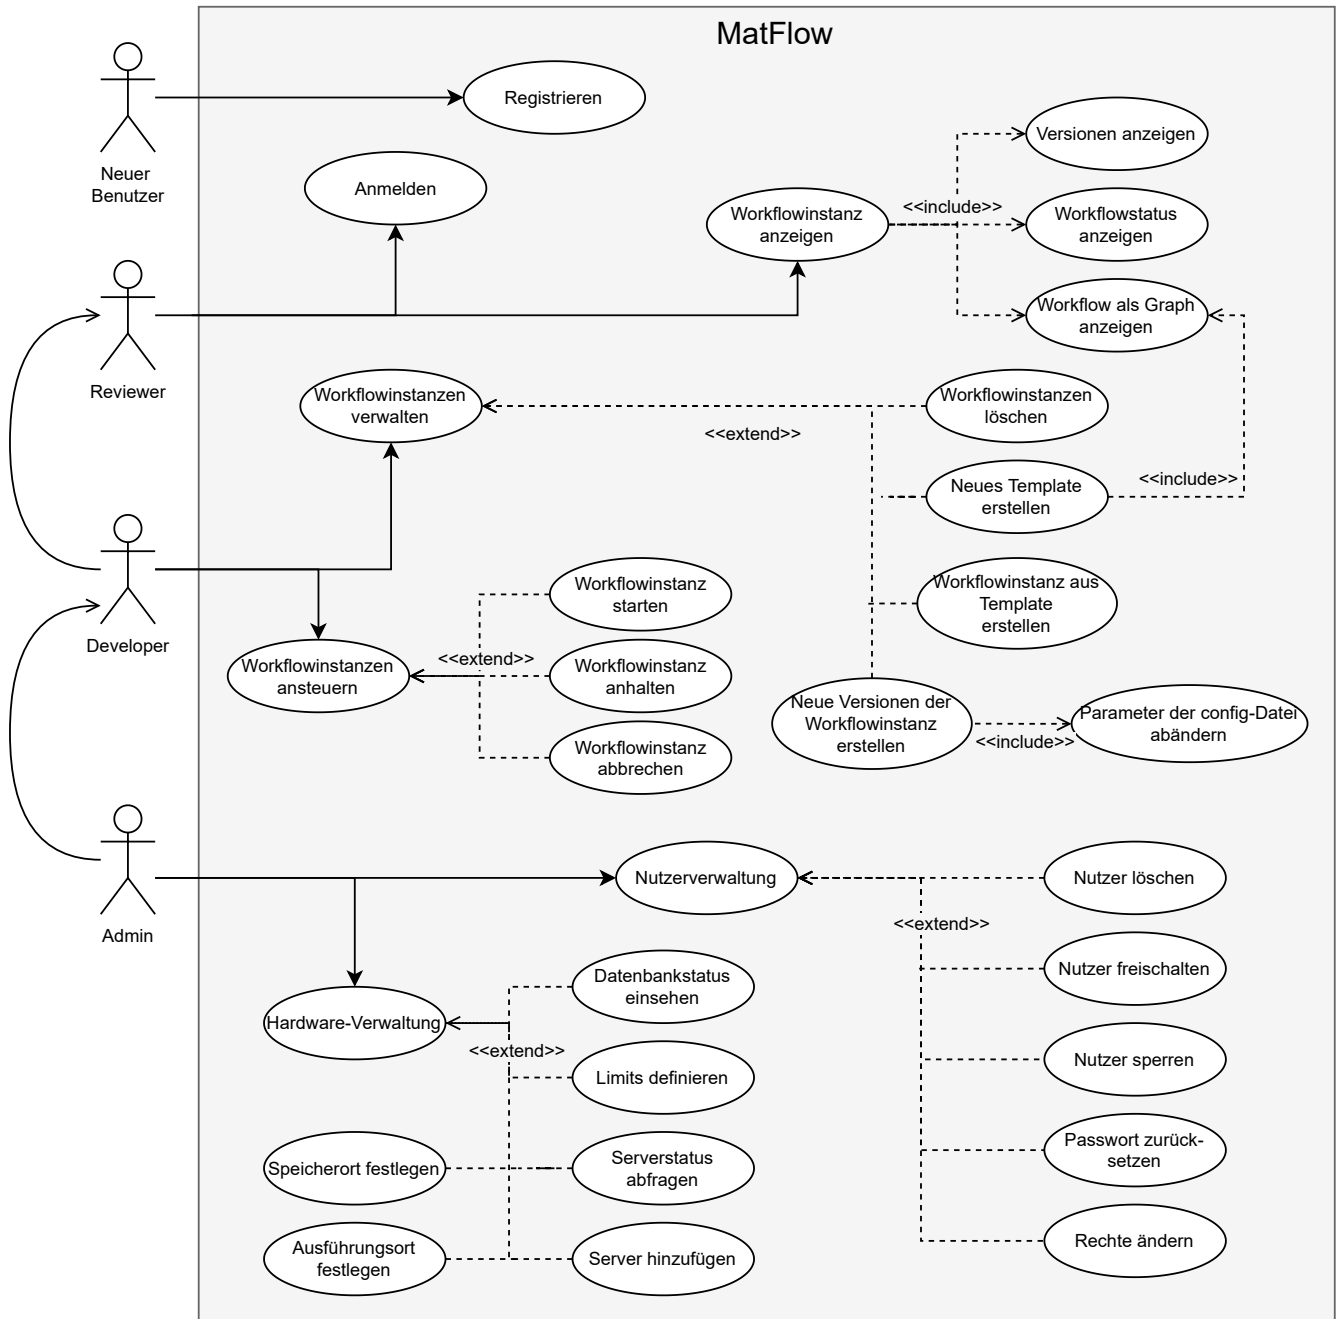 MatFlow
Neuer
Benutzer
Registrieren
Anmelden
Workflowinstanz
anzeigen
<<include>>
Versionen anzeigen
Workflowstatus
anzeigen
Workflow als Graph
anzeigen
Reviewer
Workflowinstanzen
verwalten
<<extend>>
Workflowinstanzen
löschen
Neues Template
erstellen
<<include>>
Workflowinstanz aus
Template
erstellen
Developer
Workflowinstanzen
ansteuern
<<extend>>
Workflowinstanz
starten
Workflowinstanz
anhalten
Workflowinstanz
abbrechen
Neue Versionen der
Workflowinstanz
erstellen
<<include>>
Parameter der config-Datei
abändern
Admin
Nutzerverwaltung
<<extend>>
Nutzer löschen
Nutzer freischalten
Nutzer sperren
Passwort zurück-
setzen
Rechte ändern
Hardware-Verwaltung
<<extend>>
Datenbankstatus
einsehen
Limits definieren
Speicherort festlegen
Serverstatus
abfragen
Ausführungsort
festlegen
Server hinzufügen